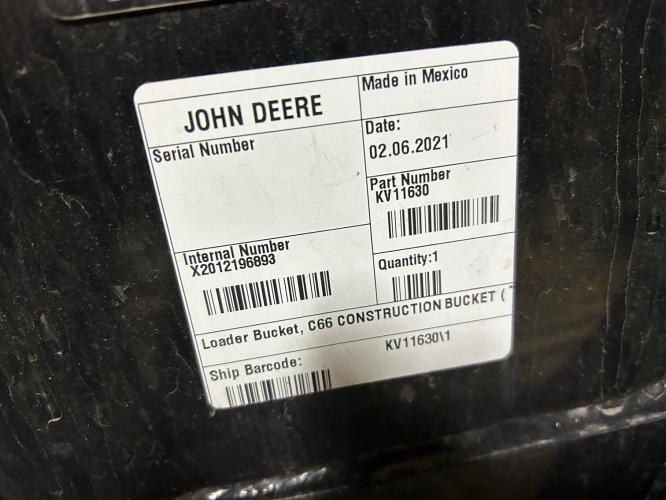 JOHN DEERE
Made in Mexico
Serial Number
Date:
02.06.2021
Part Number
KV11630
Internal Number
X2012196893
Quantity:1
Loader Bucket, C66 CONSTRUCTION BUCKET (
Ship Barcode:
KV11630\1